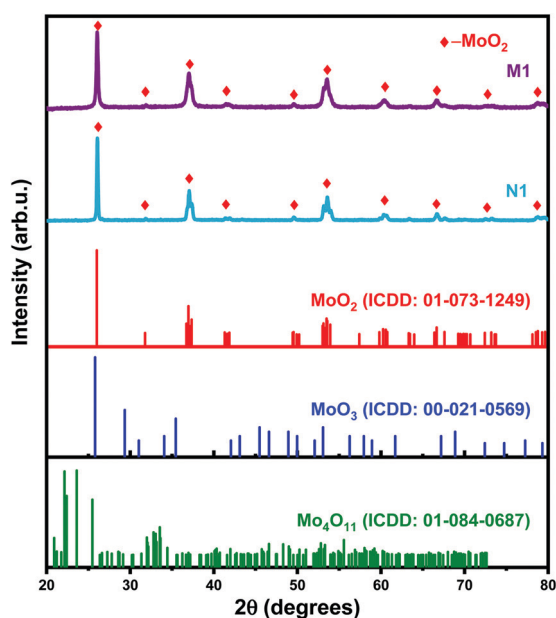 ♦–MoO₂
M1
N1
MoO₂ (ICDD: 01-073-1249)
MoO₃ (ICDD: 00-021-0569)
Mo₄O₁₁ (ICDD: 01-084-0687)
Intensity (arb.u.)
20 30 40 50 60 70 80
2θ (degrees)